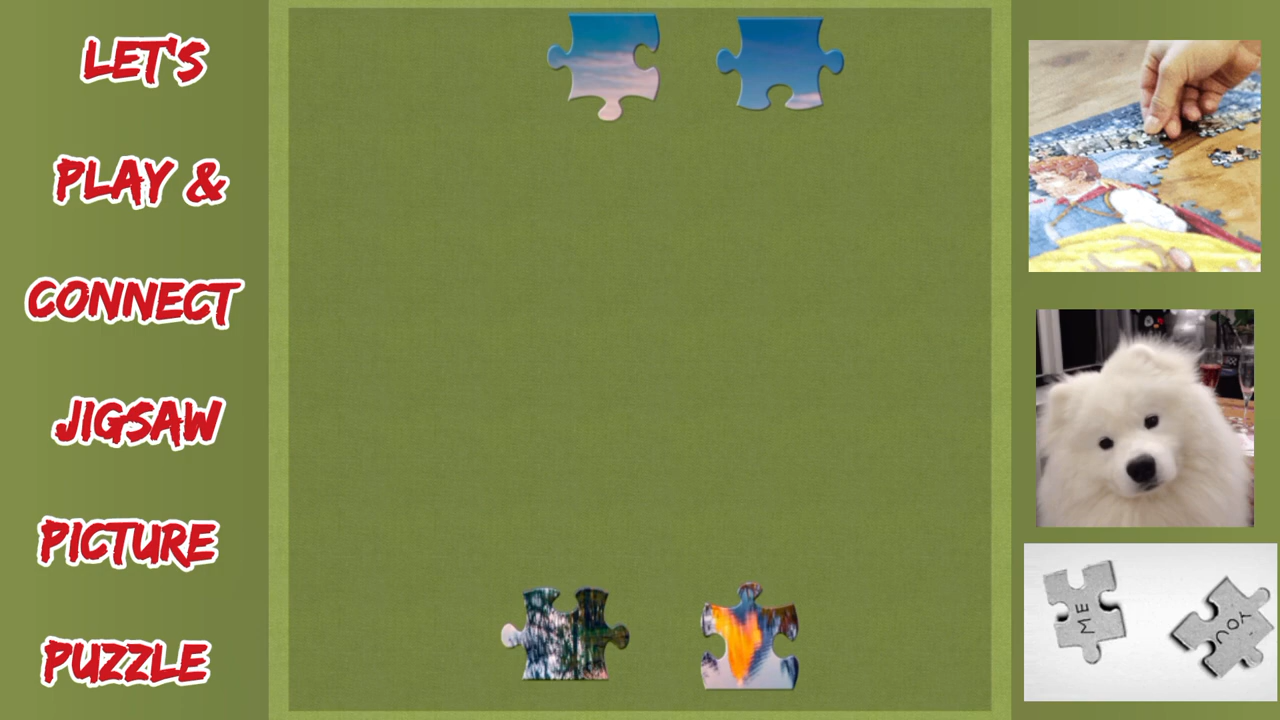 LET'S
PLAY &
CONNECT
JIGSAW
PICTURE
PUZZLE
ME
YOU